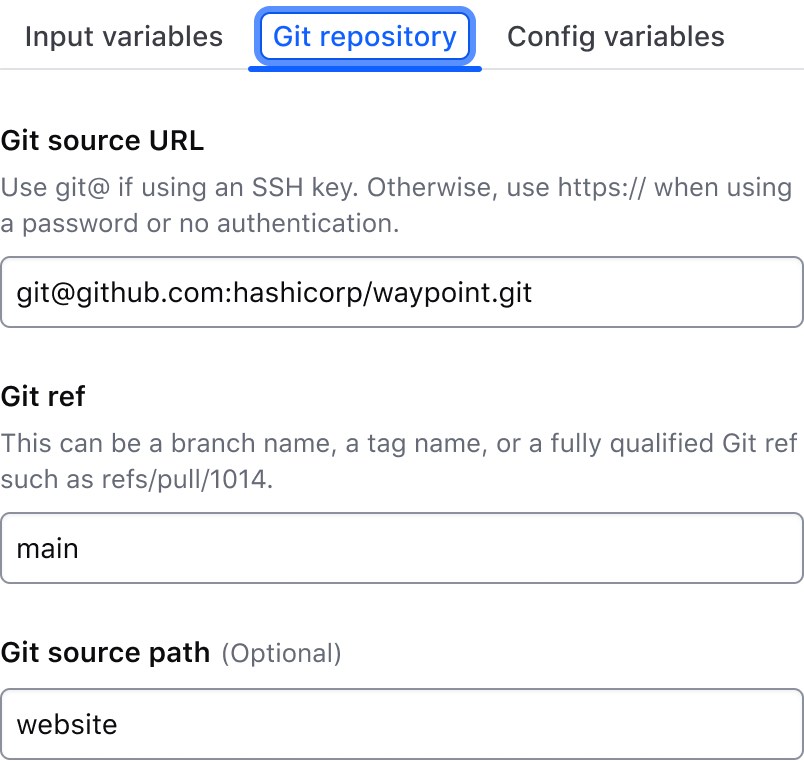 Input variables Git repository Config variables
Git source URL
Use git@ if using an SSH key. Otherwise, use https:// when using
a password or no authentication.
git@github.com:hashicorp/waypoint.git
Git ref
This can be a branch name, a tag name, or a fully qualified Git ref
such as refs/pull/1014.
main
Git source path (Optional)
website